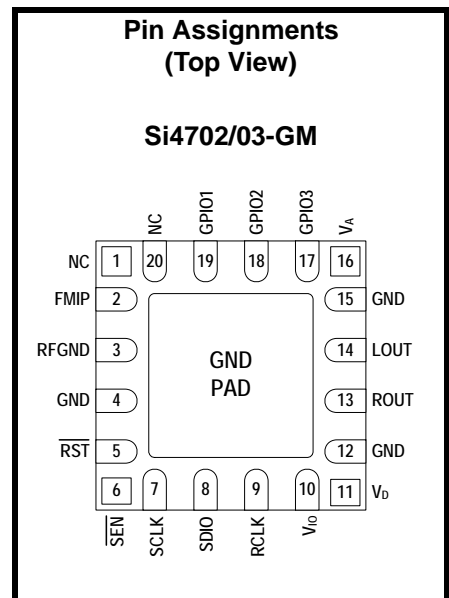 Pin Assignments
(Top View)
Si4702/03-GM
NC GPIO1 GPIO2 GPIO3 VA
NC 1 20 19 18 17 16
FMIP 2 15 GND
RFGND 3 14 LOUT
GND PAD
GND 4 13 ROUT
RST 5 12 GND
6 7 8 9 10 11 VD
SEN SCLK SDIO RCLK VIO